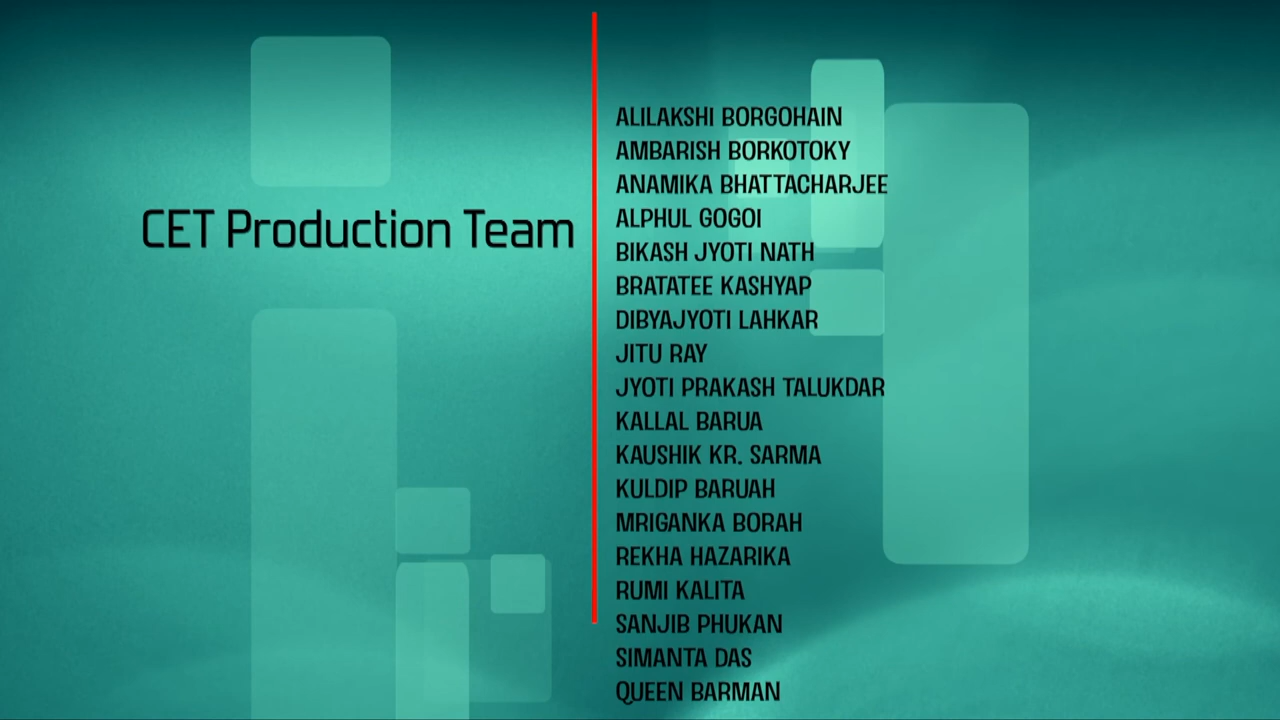 CET Production Team
ALILAKSHI BORGOHAIN
AMBARISH BORKOTOKY
ANAMIKA BHATTACHARJEE
ALPHUL GOGOI
BIKASH JYOTI NATH
BRATATEE KASHYAP
DIBYAJYOTI LAHKAR
JITU RAY
JYOTI PRAKASH TALUKDAR
KALLAL BARUA
KAUSHIK KR. SARMA
KULDIP BARUAH
MRIGANKA BORAH
REKHA HAZARIKA
RUMI KALITA
SANJIB PHUKAN
SIMANTA DAS
QUEEN BARMAN